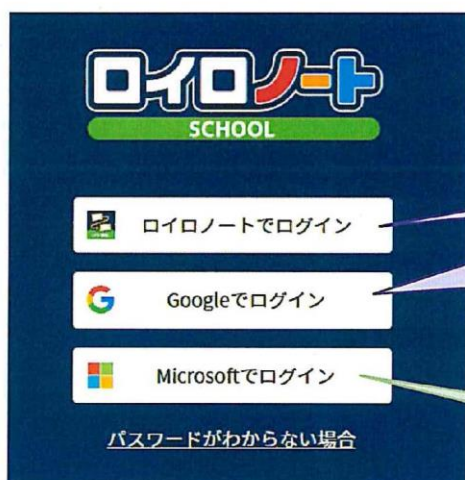 ロイロノート
SCHOOL
ロイロノートでログイン
Googleでログイン
Microsoftでログイン
パスワードがわからない場合